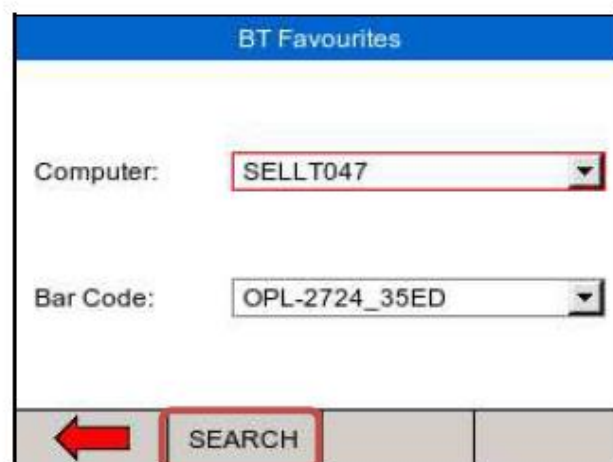 BT Favourites
Computer: SELLT047
Bar Code: OPL-2724_35ED
SEARCH